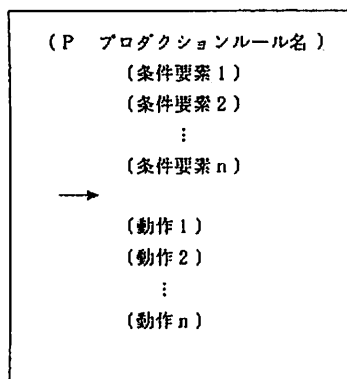 (P プロダクションルール名)
(条件要素1)
(条件要素2)
⋮
(条件要素n)
→
(動作1)
(動作2)
⋮
(動作n)